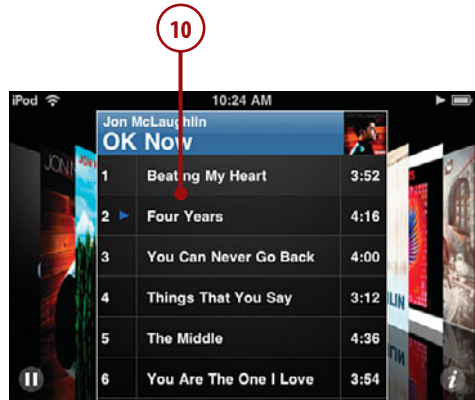 10
iPod 10:24 AM
Jon McLaughlin
OK Now
1 Beating My Heart 3:52
2 Four Years 4:16
3 You Can Never Go Back 4:00
4 Things That You Say 3:12
5 The Middle 4:36
6 You Are The One I Love 3:54
JON
i